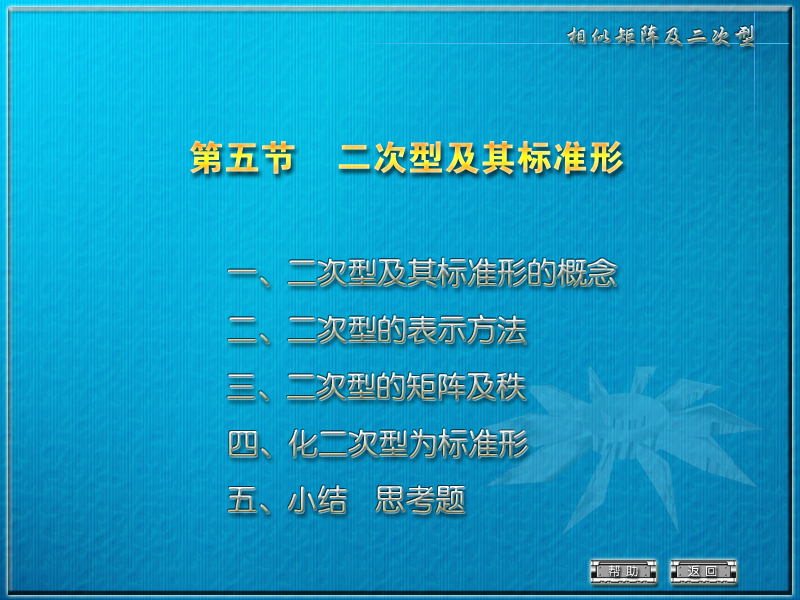 相似矩阵及二次型
第五节 二次型及其标准形
一、二次型及其标准形的概念
二、二次型的表示方法
三、二次型的矩阵及秩
四、化二次型为标准形
五、小结 思考题
帮助 返回